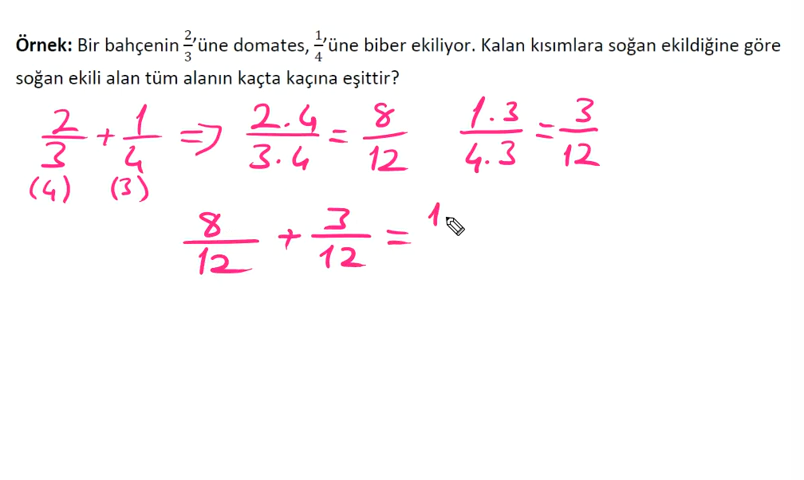 Örnek: Bir bahçenin 2/3'üne domates, 1/4'üne biber ekiliyor. Kalan kısımlara soğan ekildiğine göre
soğan ekili alan tüm alanın kaçta kaçına eşittir?
2/3 + 1/4 => 2.4/3.4 = 8/12 1.3/4.3 = 3/12
(4) (3)
8/12 + 3/12 = 1